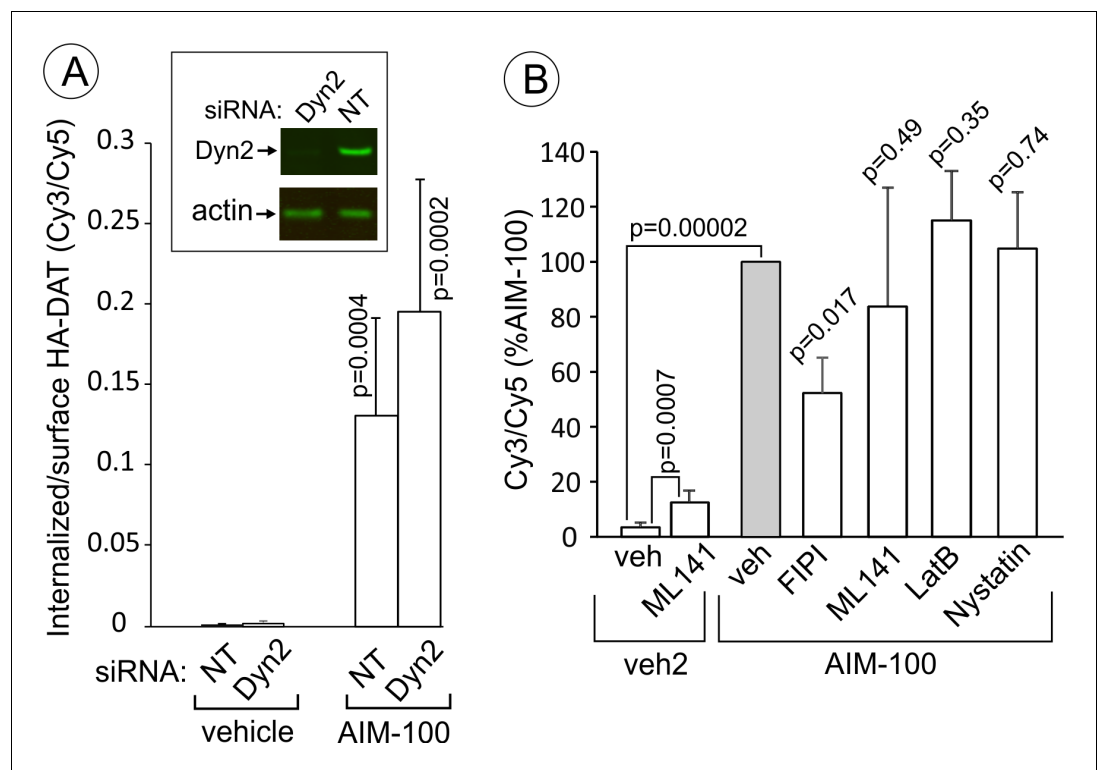 A
siRNA: Dyn2 NT
Dyn2
actin
Internalized/surface HA-DAT (Cy3/Cy5)
0.3
0.25
0.2
0.15
0.1
0.05
0
p=0.0004
p=0.0002
siRNA: NT Dyn2 NT Dyn2
vehicle AIM-100
B
Cy3/Cy5 (%AIM-100)
140
120
100
80
60
40
20
0
p=0.00002
p=0.0007
p=0.017
p=0.49
p=0.35
p=0.74
veh ML141 veh FIPI ML141 LatB Nystatin
veh2 AIM-100